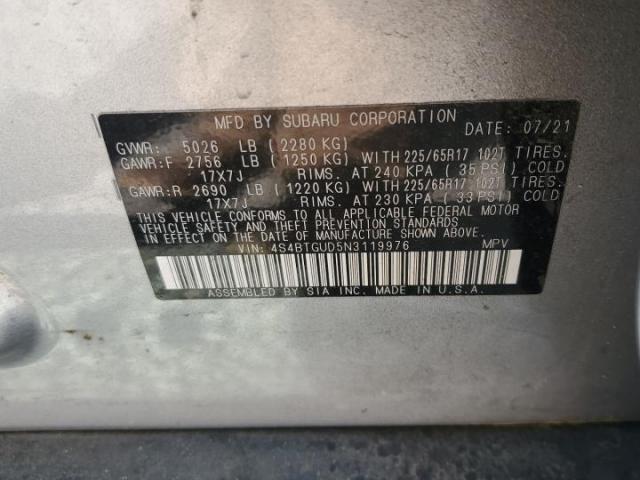 MFD BY SUBARU CORPORATION DATE: 07/21
GVWR: 5026 LB ( 2280 KG)
GAWR:F 2756 LB ( 1250 KG) WITH 225/65R17 102T TIRES.
17X7J RIMS. AT 240 KPA ( 35 PSI) COLD
GAWR:R 2690 LB ( 1220 KG) WITH 225/65R17 102T TIRES.
17X7J RIMS. AT 230 KPA ( 33 PSI) COLD
THIS VEHICLE CONFORMS TO ALL APPLICABLE FEDERAL MOTOR
VEHICLE SAFETY AND THEFT PREVENTION STANDARDS
IN EFFECT ON THE DATE OF MANUFACTURE SHOWN ABOVE.
VIN: 4S4BTGUD5N3119976 MPV
ASSEMBLED BY SIA INC. MADE IN U.S.A.